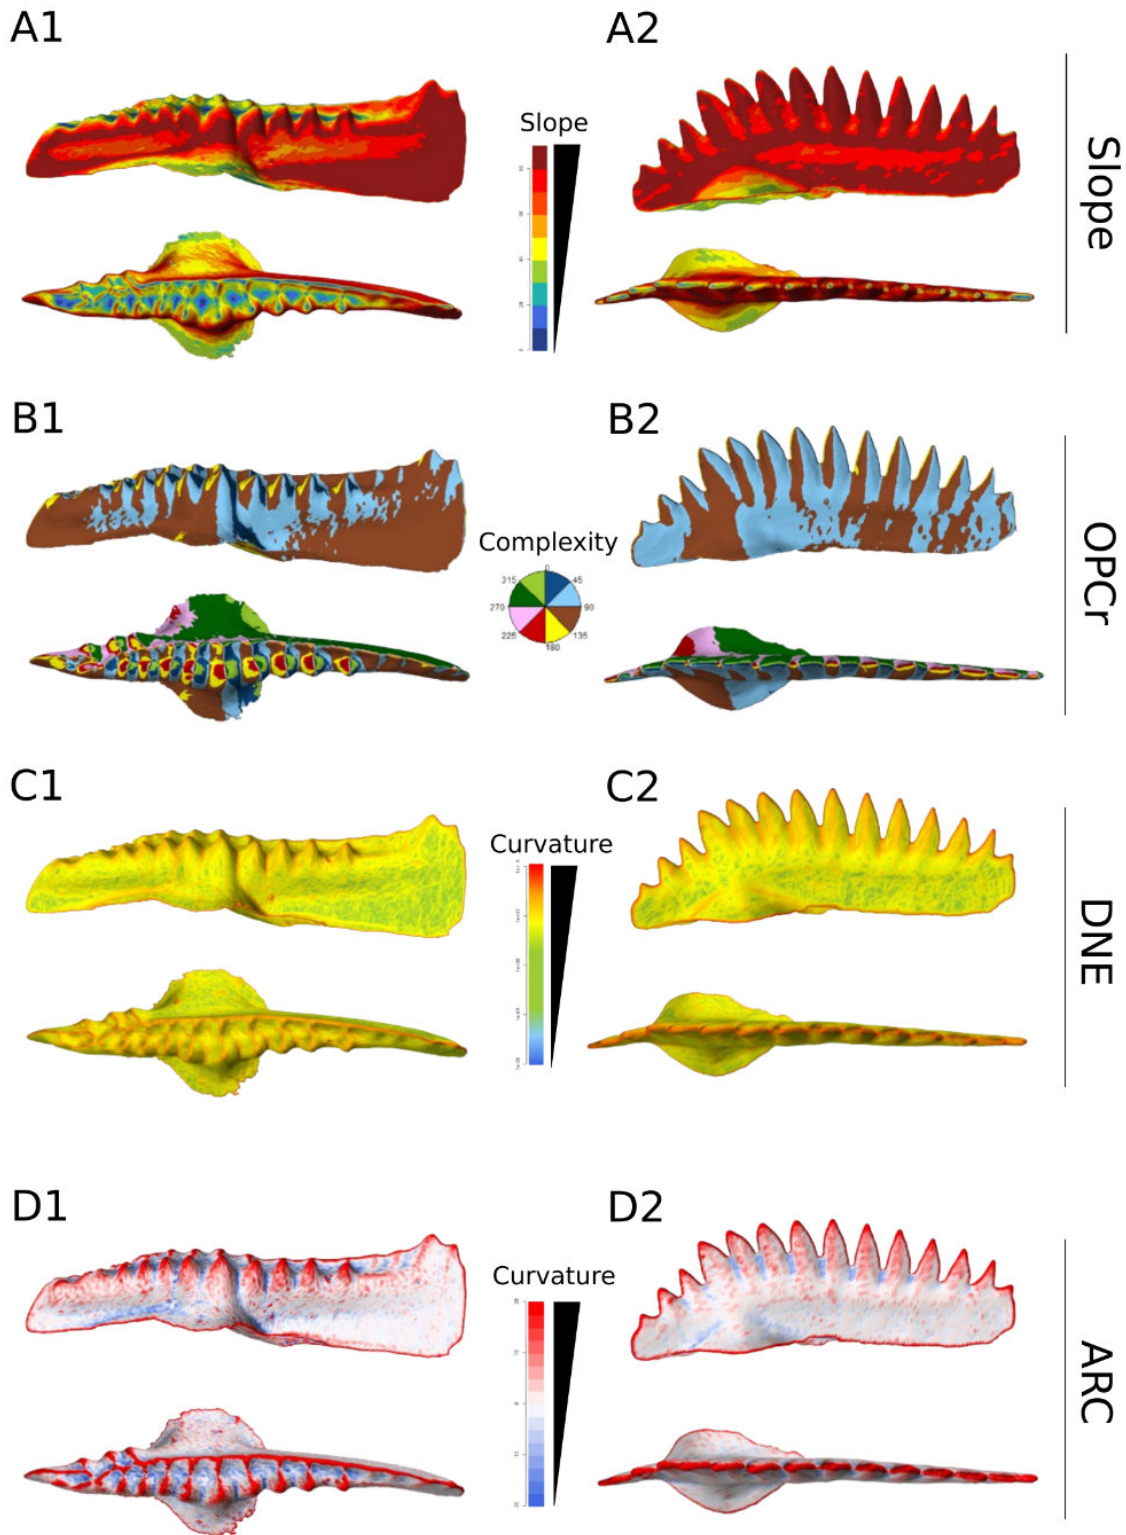 A1
A2
Slope
Slope
B1
B2
Complexity
0
315
45
270
90
225
135
180
OPCr
C1
C2
Curvature
DNE
D1
D2
Curvature
ARC